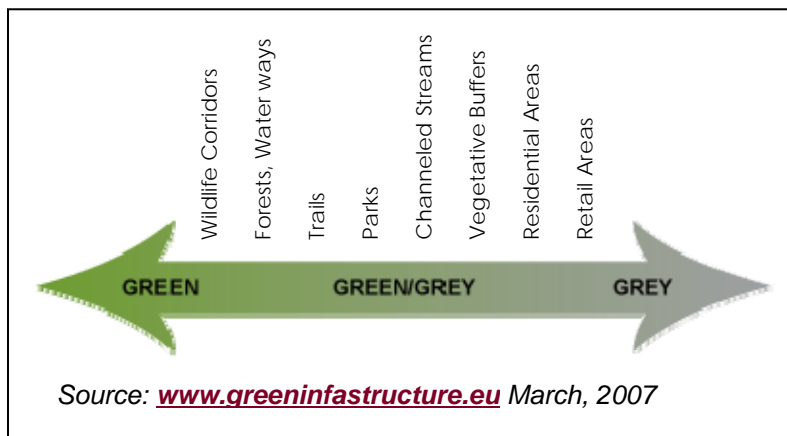 Wildlife Corridors
Forests, Water ways
Trails
Parks
Channeled Streams
Vegetative Buffers
Residential Areas
Retail Areas
GREEN GREEN/GREY GREY
Source: www.greeninfastructure.eu March, 2007